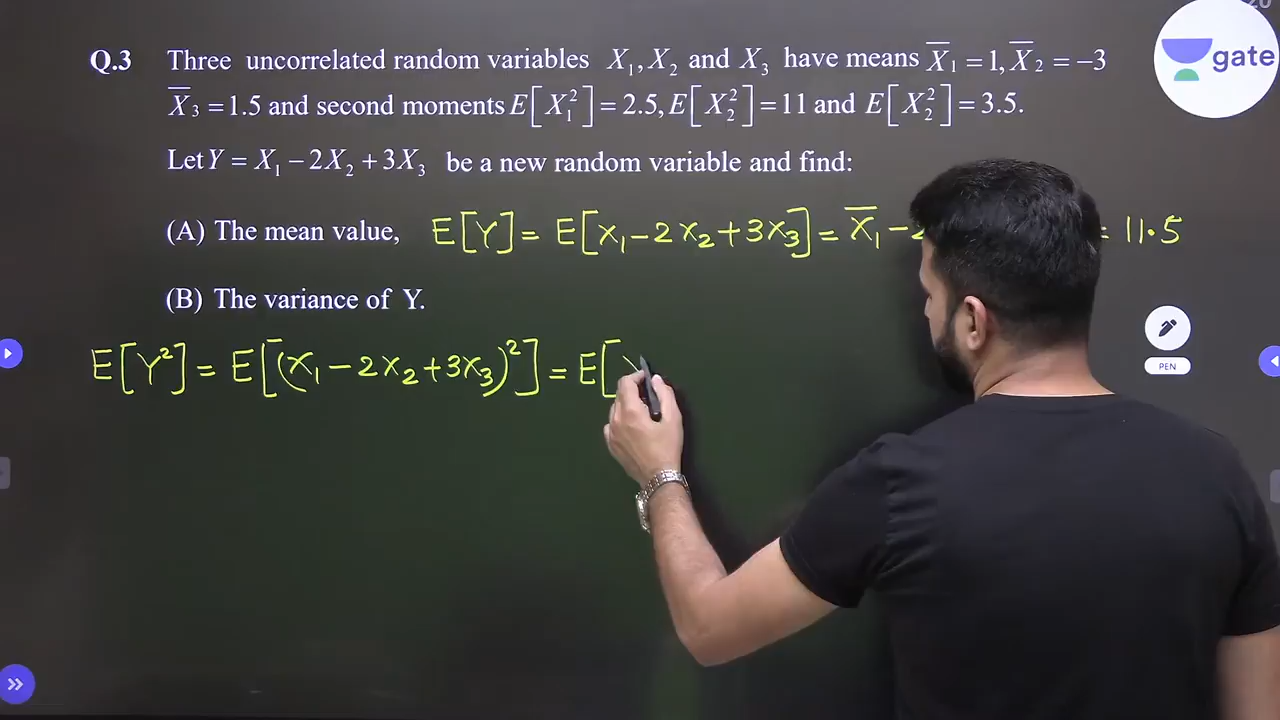 gate
Q.3 Three uncorrelated random variables X₁, X₂ and X₃ have means X̅₁ = 1, X̅₂ = −3
X̅₃ = 1.5 and second moments E[X₁²] = 2.5, E[X₂²] = 11 and E[X₂²] = 3.5.
Let Y = X₁ − 2X₂ + 3X₃ be a new random variable and find:
(A) The mean value, E[Y] = E[X₁ − 2X₂ + 3X₃] = X̅₁ − = 11.5
(B) The variance of Y.
E[Y²] = E[(X₁ − 2X₂ + 3X₃)²] = E[
PEN